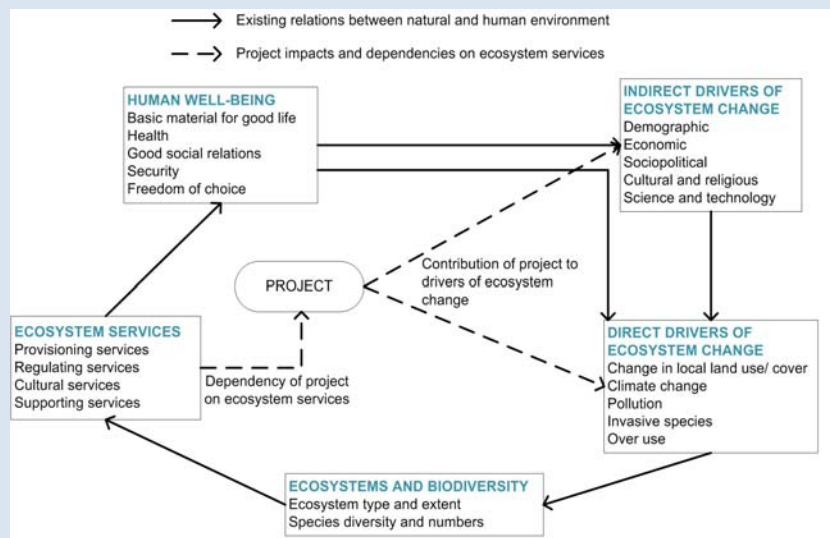 Existing relations between natural and human environment
Project impacts and dependencies on ecosystem services
HUMAN WELL-BEING
Basic material for good life
Health
Good social relations
Security
Freedom of choice
INDIRECT DRIVERS OF
ECOSYSTEM CHANGE
Demographic
Economic
Sociopolitical
Cultural and religious
Science and technology
PROJECT
Contribution of project to
drivers of ecosystem
change
ECOSYSTEM SERVICES
Provisioning services
Regulating services
Cultural services
Supporting services
Dependency of project
on ecosystem services
DIRECT DRIVERS OF
ECOSYSTEM CHANGE
Change in local land use/ cover
Climate change
Pollution
Invasive species
Over use
ECOSYSTEMS AND BIODIVERSITY
Ecosystem type and extent
Species diversity and numbers